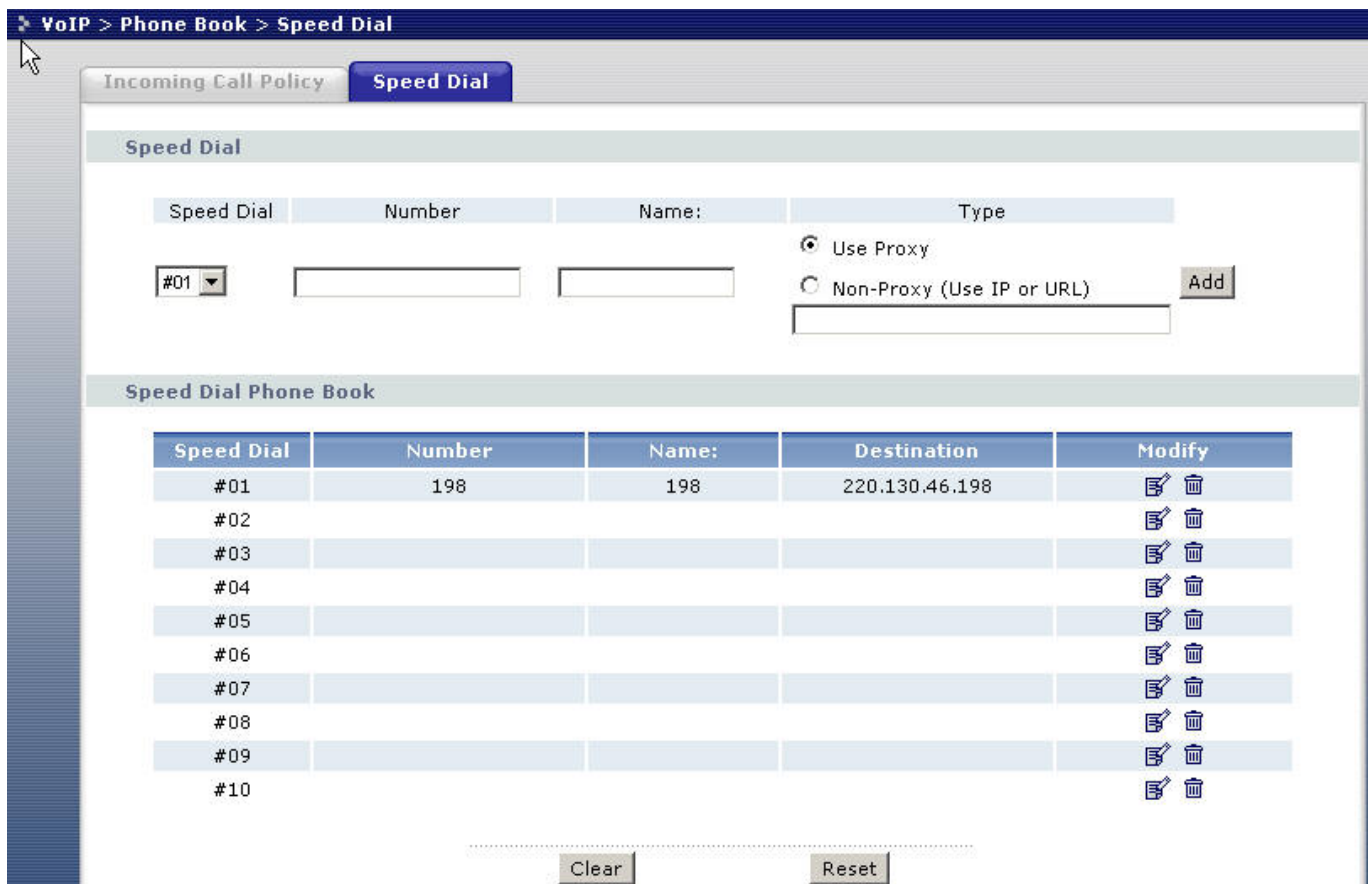 VoIP > Phone Book > Speed Dial
Incoming Call Policy
Speed Dial
Speed Dial
Speed Dial Number Name: Type
Use Proxy
#01
Non-Proxy (Use IP or URL)
Add
Speed Dial Phone Book
Speed Dial Number Name: Destination Modify
#01 198 198 220.130.46.198
#02
#03
#04
#05
#06
#07
#08
#09
#10
Clear Reset